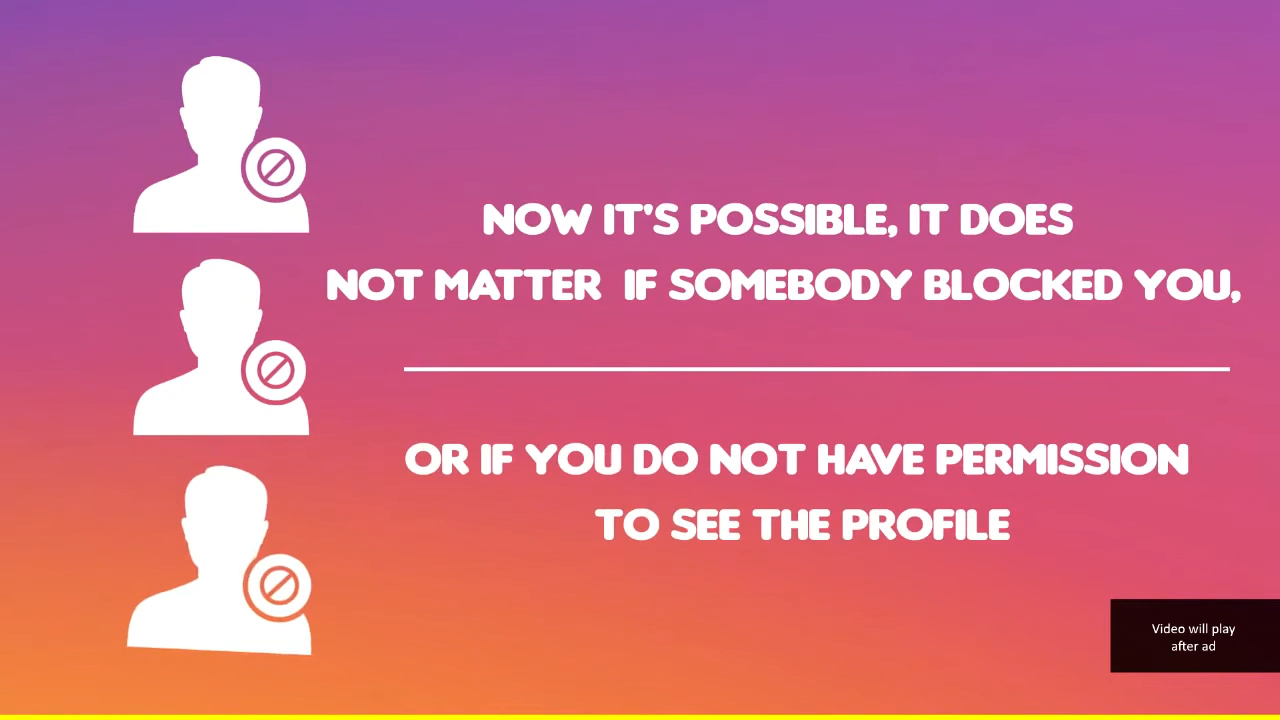 NOW IT'S POSSIBLE, IT DOES
NOT MATTER IF SOMEBODY BLOCKED YOU,
OR IF YOU DO NOT HAVE PERMISSION
TO SEE THE PROFILE
Video will play
after ad